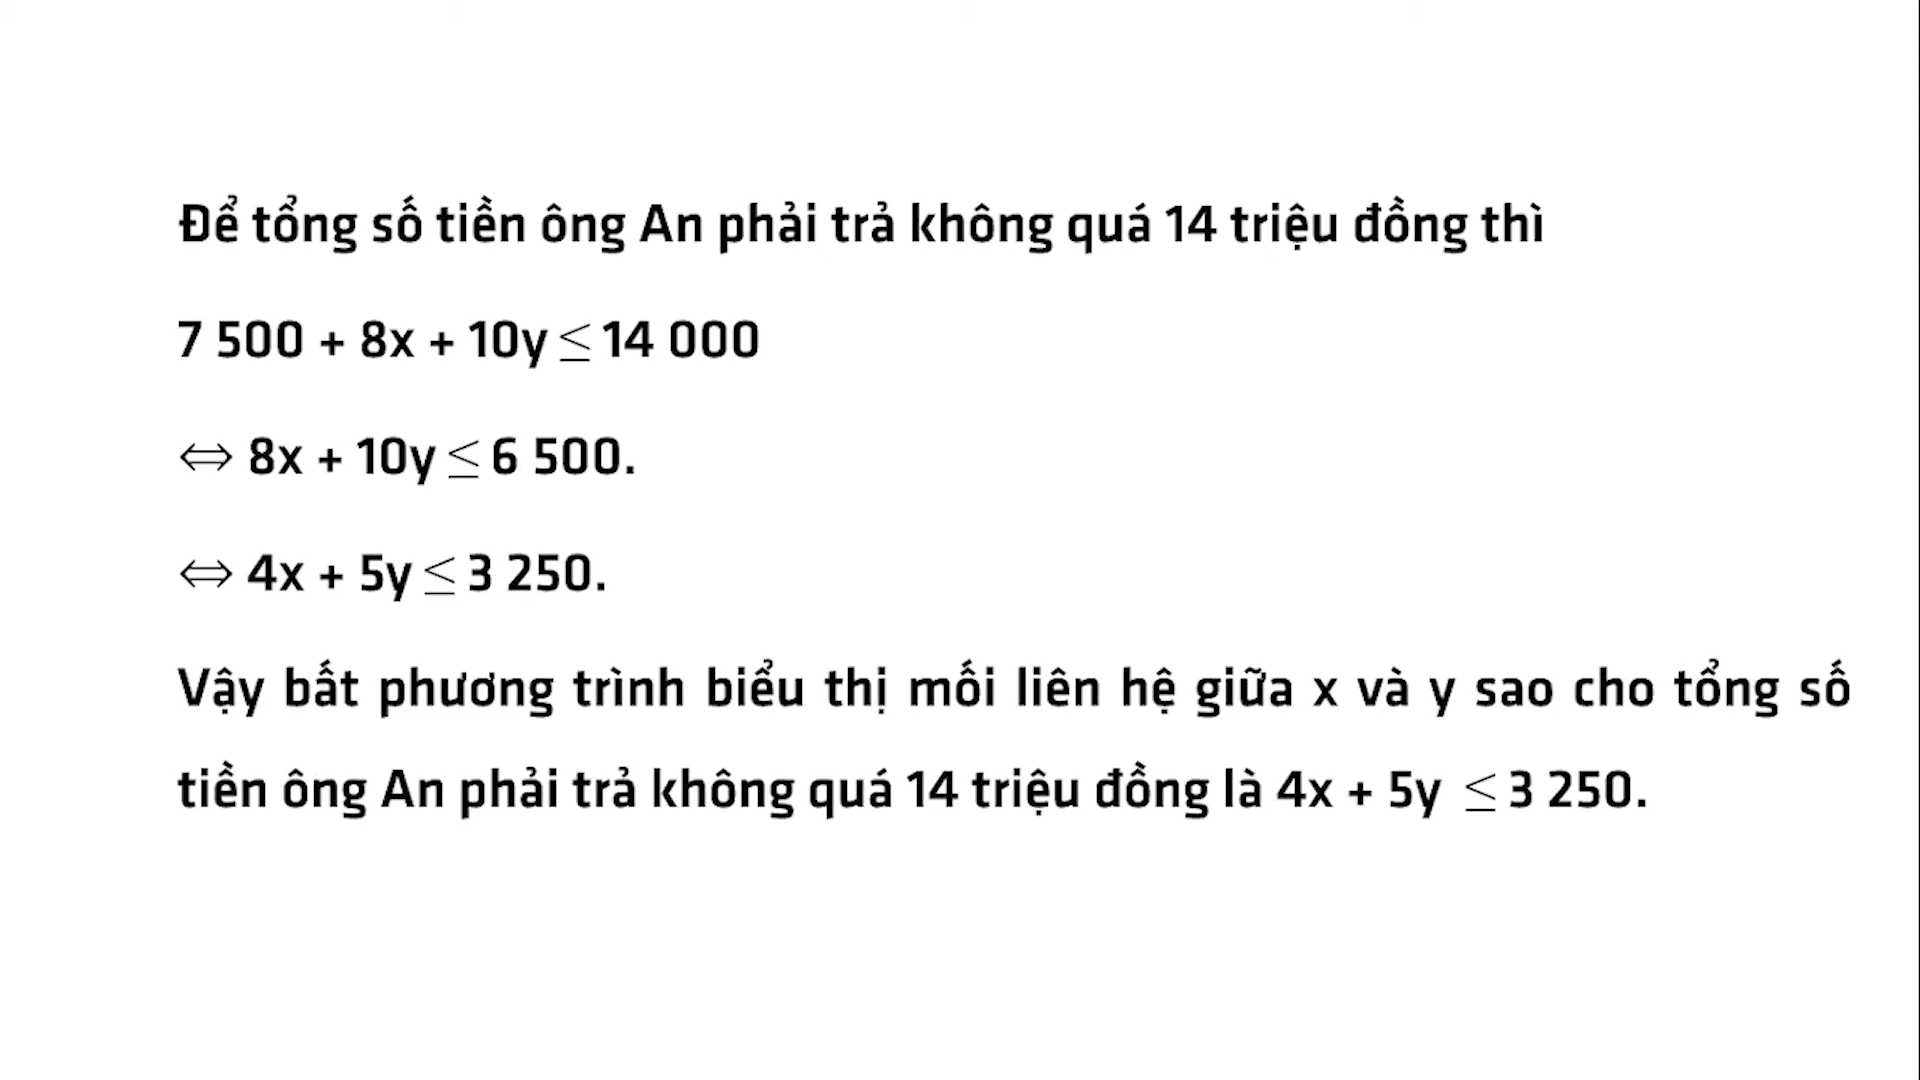 Để tổng số tiền ông An phải trả không quá 14 triệu đồng thì
7 500 + 8x + 10y ≤ 14 000
⇔ 8x + 10y ≤ 6 500.
⇔ 4x + 5y ≤ 3 250.
Vậy bất phương trình biểu thị mối liên hệ giữa x và y sao cho tổng số
tiền ông An phải trả không quá 14 triệu đồng là 4x + 5y ≤ 3 250.